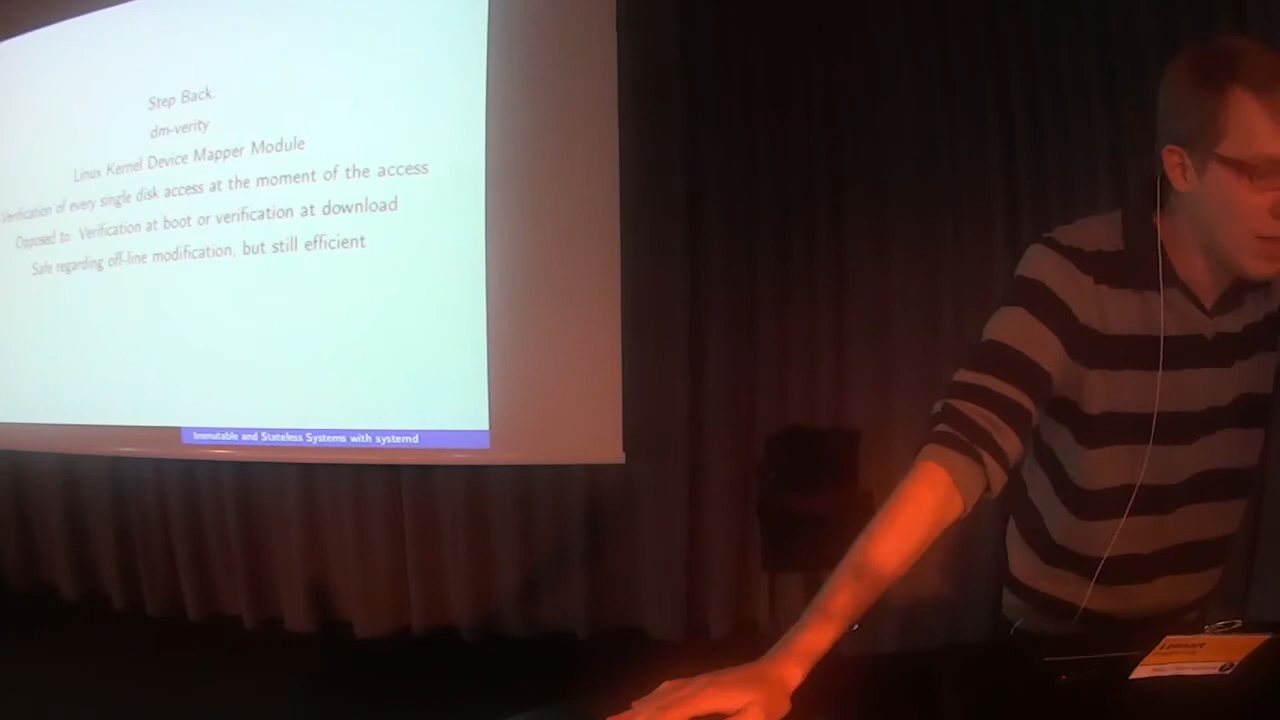 Step Back:
dm-verity
Linux Kernel Device Mapper Module
Verification of every single disk access at the moment of the access
Opposed to: Verification at boot or verification at download
Safe regarding off-line modification, but still efficient
Immutable and Stateless Systems with systemd
Lennart